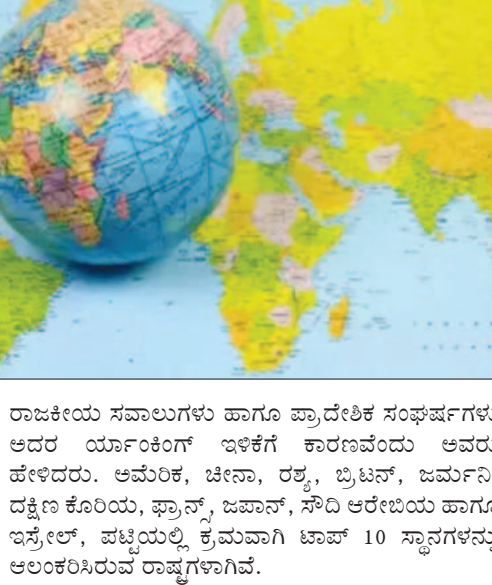 ರಾಜಕೀಯ ಸವಾಲುಗಳು ಹಾಗೂ ಪ್ರಾದೇಶಿಕ ಸಂಘರ್ಷಗಳು
ಅದರ ರ್ಯಾಂಕಿಂಗ್ ಇಳಿಕೆಗೆ ಕಾರಣವೆಂದು ಅವರು
ಹೇಳಿದರು. ಅಮೆರಿಕ, ಚೀನಾ, ರಶ್ಯ, ಬ್ರಿಟನ್, ಜರ್ಮನಿ,
ದಕ್ಷಿಣ ಕೊರಿಯ, ಫ್ರಾನ್ಸ್, ಜಪಾನ್, ಸೌದಿ ಆರೇಬಿಯ ಹಾಗೂ
ಇಸ್ರೇಲ್, ಪಟ್ಟಿಯಲ್ಲಿ ಕ್ರಮವಾಗಿ ಟಾಪ್ 10 ಸ್ಥಾನಗಳನ್ನು
ಆಲಂಕರಿಸಿರುವ ರಾಷ್ಟ್ರಗಳಾಗಿವೆ.